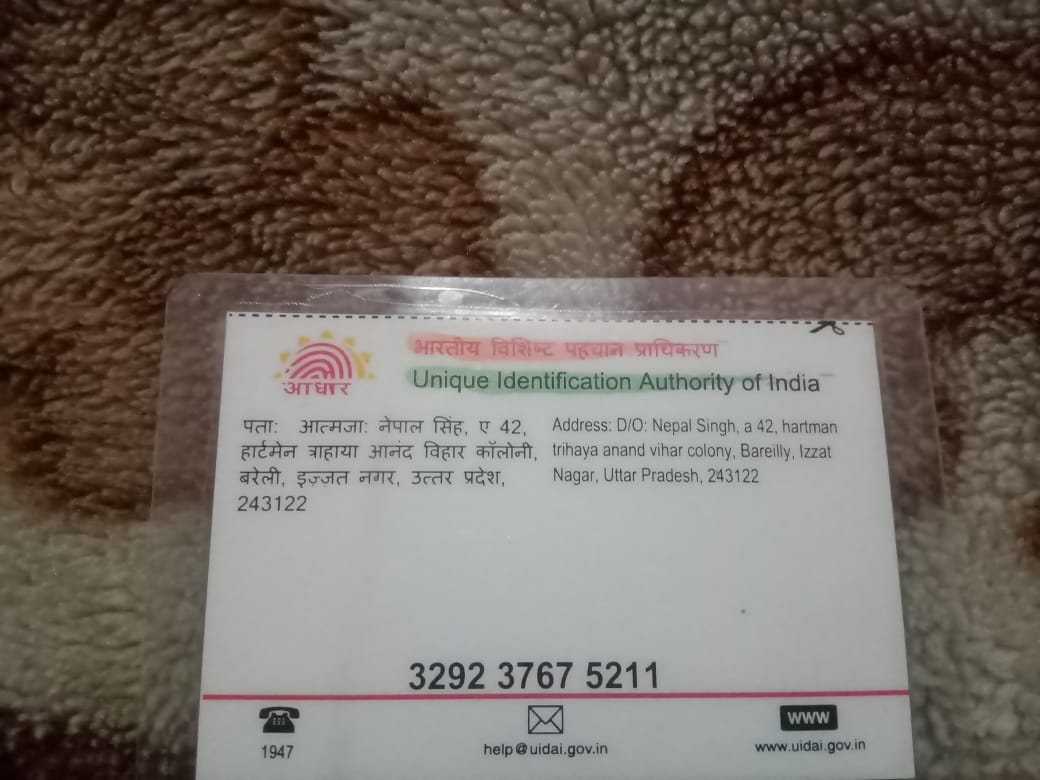 भारतीय विशिष्ट पहचान प्राधिकरण
Unique Identification Authority of India
आधार
पता: आत्मजा: नेपाल सिंह, ए 42,
हार्टमेन त्राहाया आनंद विहार कॉलोनी,
बरेली, इज़्ज़त नगर, उत्तर प्रदेश,
243122
Address: D/O: Nepal Singh, a 42, hartman
trihaya anand vihar colony, Bareilly, Izzat
Nagar, Uttar Pradesh, 243122
3292 3767 5211
1947
help@uidai.gov.in
WWW
www.uidai.gov.in